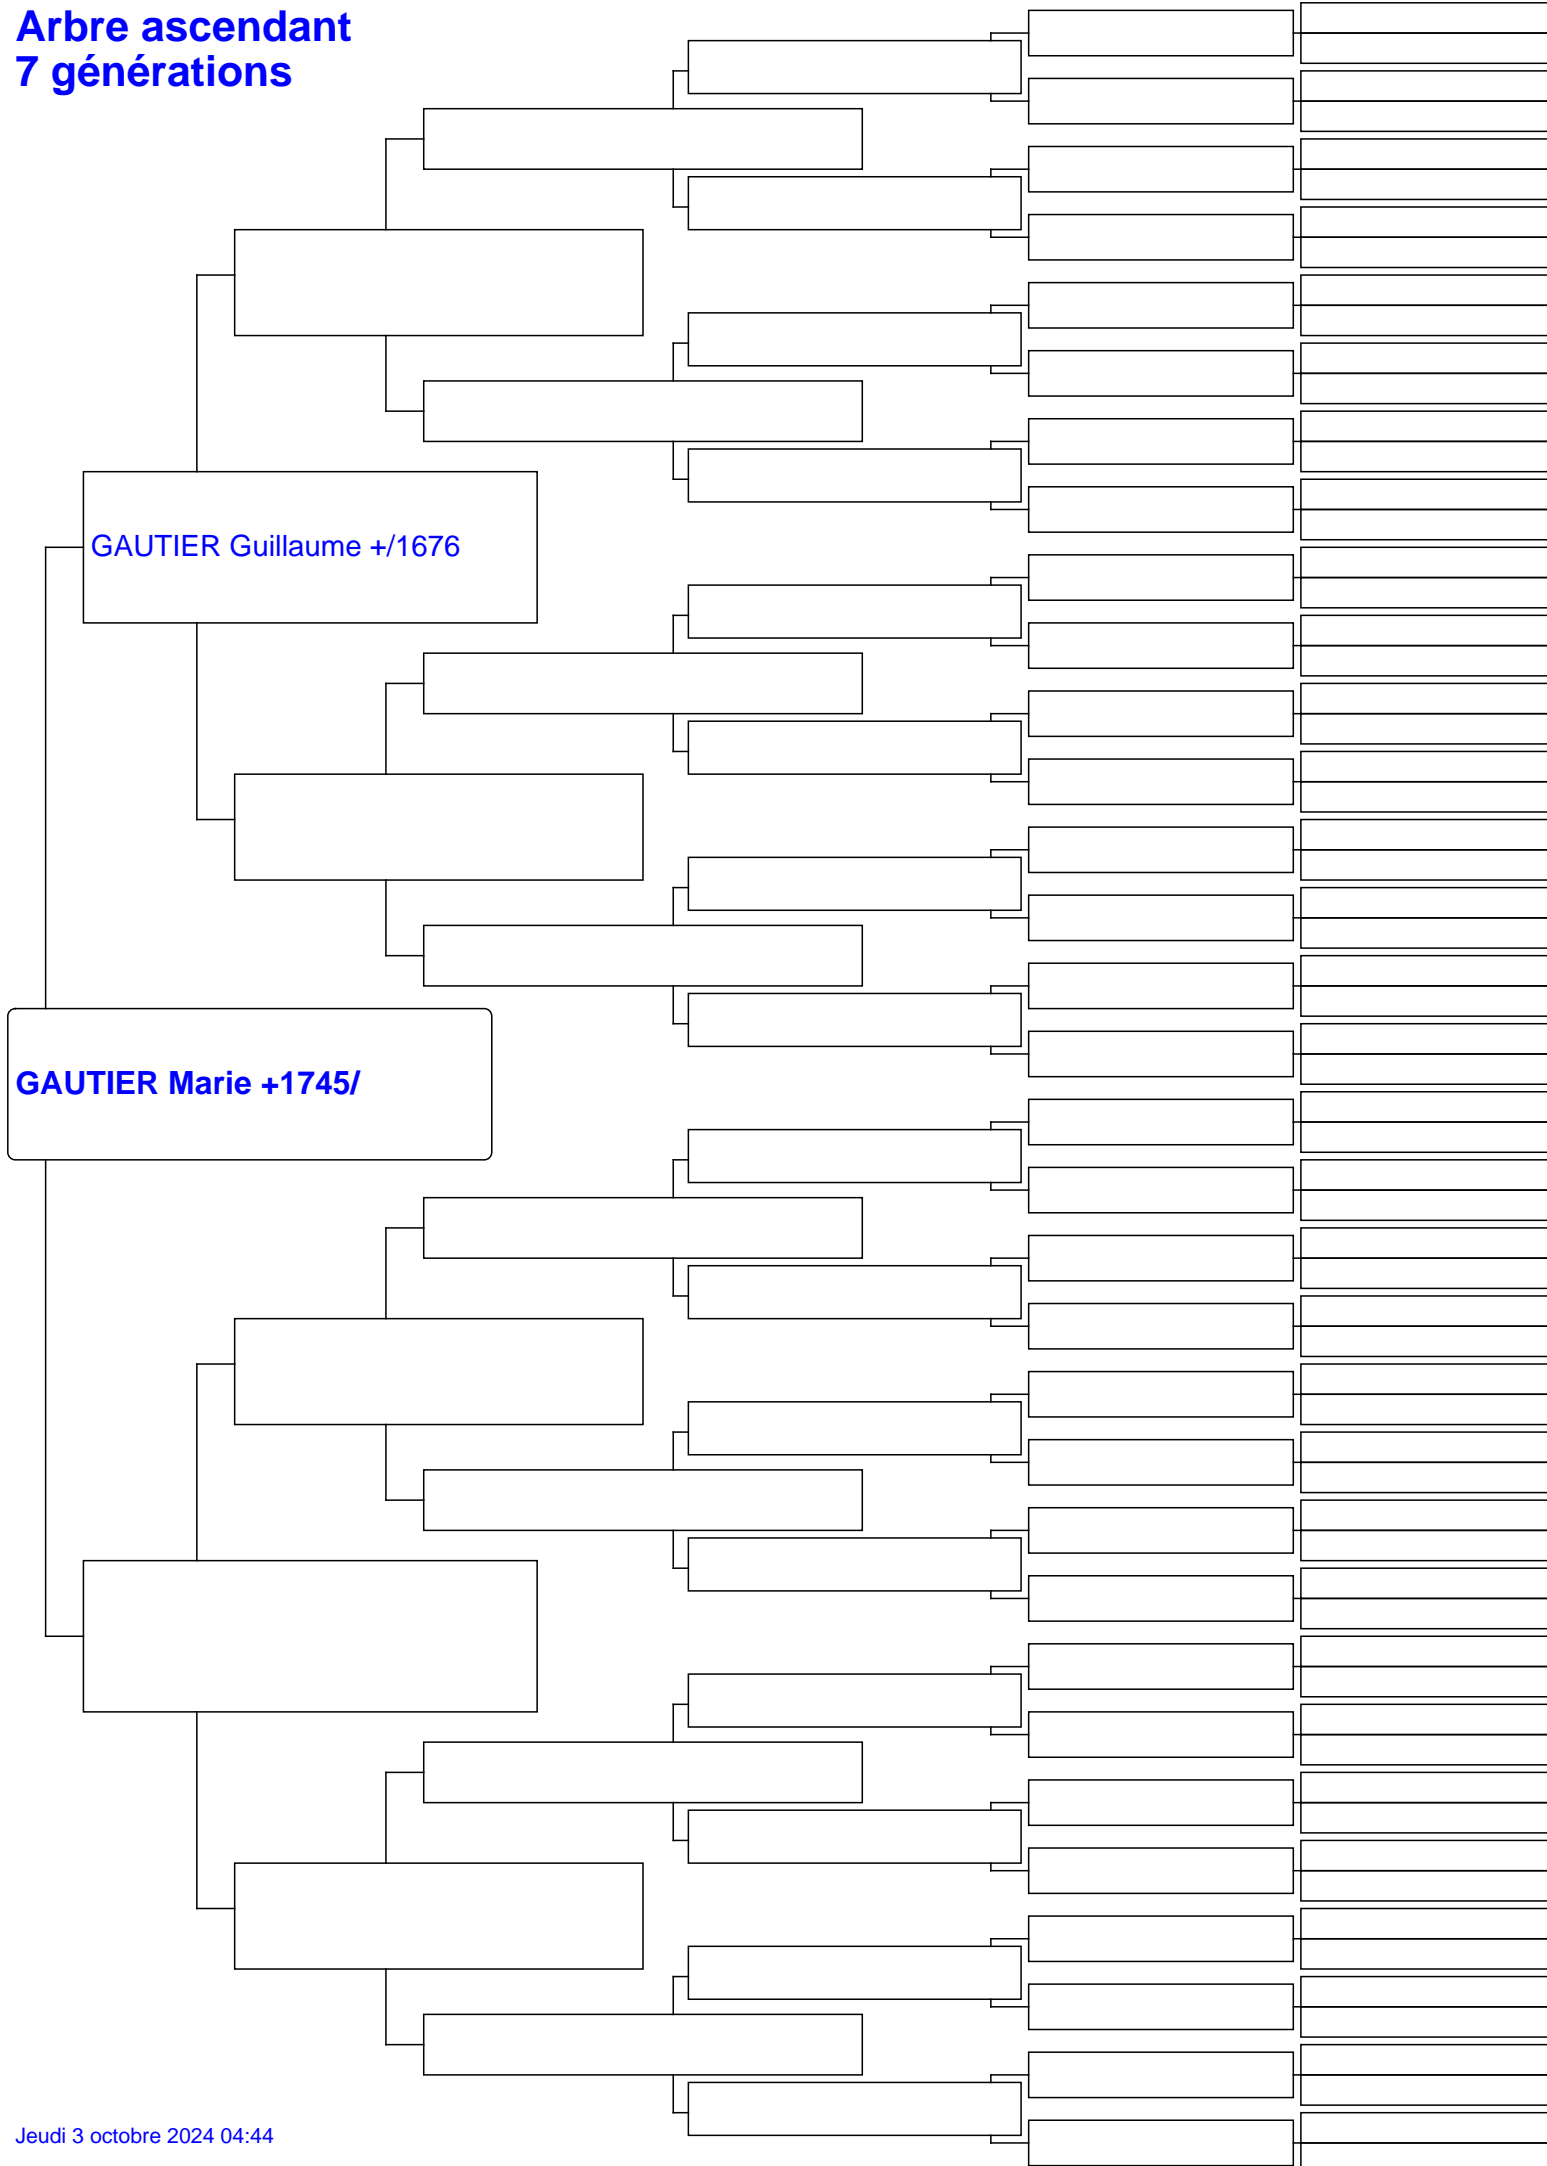 Arbre ascendant
7 générations
GAUTIER Guillaume +/1676
GAUTIER Marie +1745/
Jeudi 3 octobre 2024 04:44